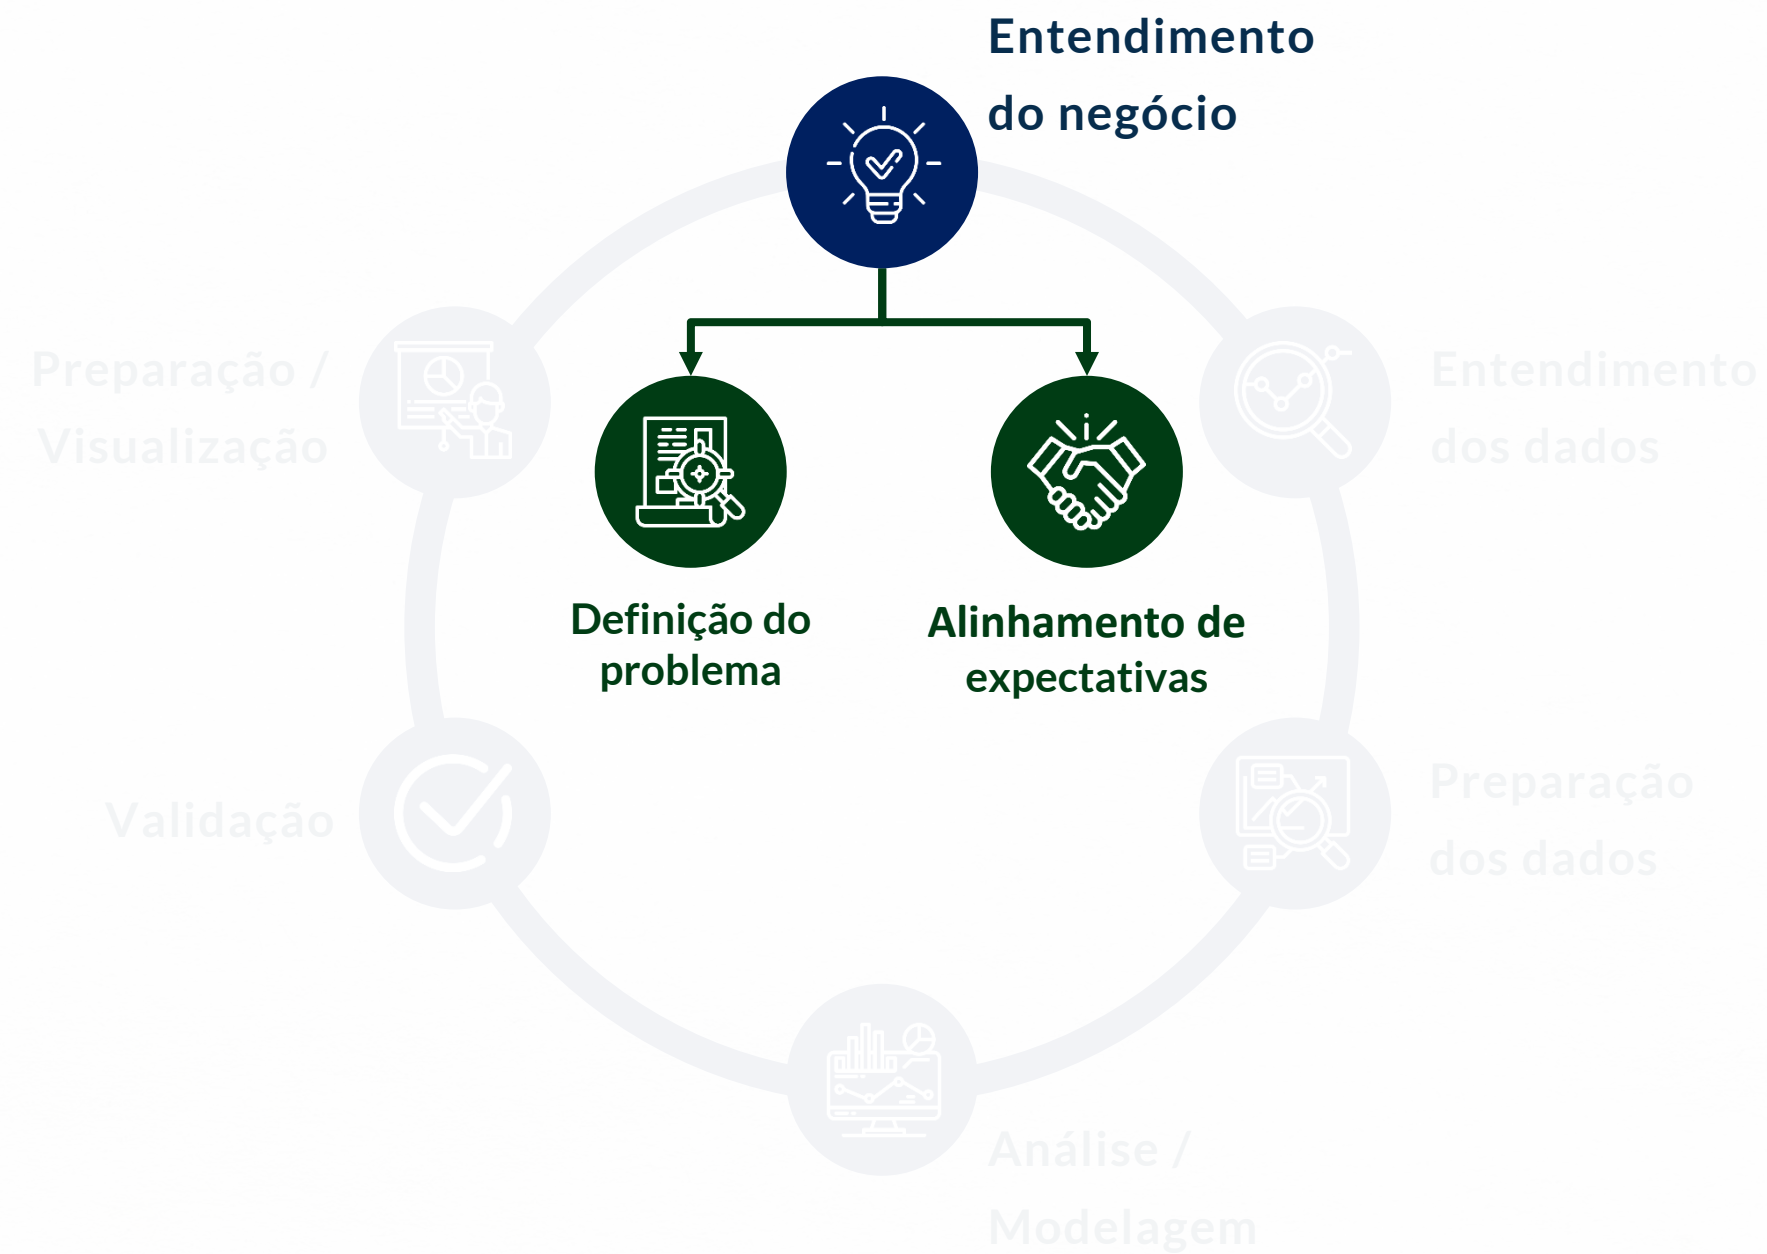 Entendimento
do negócio
Preparação /
Visualização
Entendimento
dos dados
Definição do
problema
Alinhamento de
expectativas
Validação
Preparação
dos dados
Análise /
Modelagem